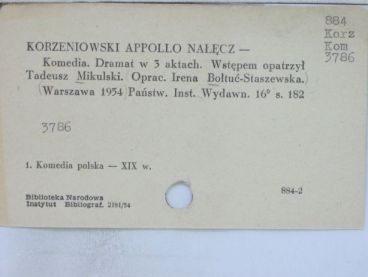 884
Korz
Kom
3786
KORZENIOWSKI APPOLLO NAŁĘCZ —
Komedia. Dramat w 3 aktach. Wstępem opatrzył
Tadeusz Mikulski. (Oprac. Irena Bołtuć-Staszewska.)
(Warszawa 1954) Państw. Inst. Wydawn. 16° s. 182
3786
1. Komedia polska — XIX w.
884-2
Biblioteka Narodowa
Instytut Bibliograf. 2181/54